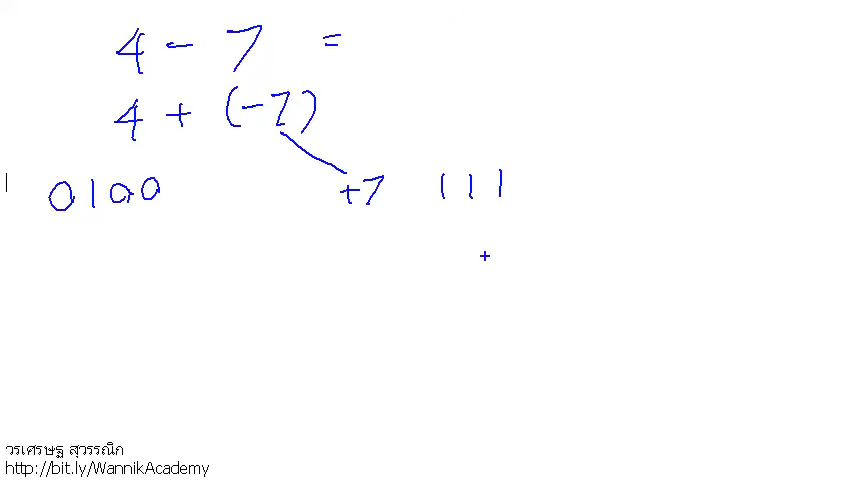 4 - 7 =
4 + (-7)
0100 +7 111
วรเศรษฐ สุวรรณิก
http://bit.ly/WannikAcademy